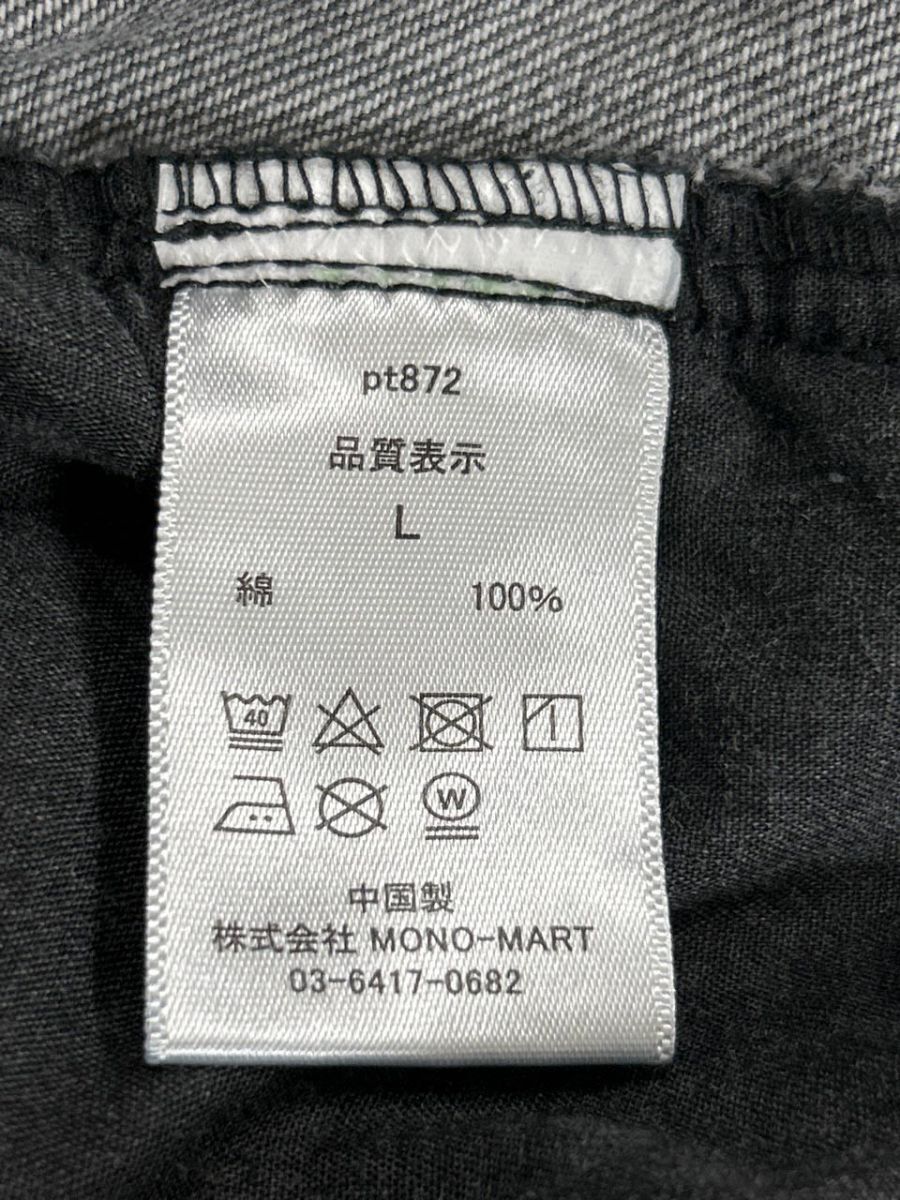 pt872
品質表示
L
綿 100%
40
W
中国製
株式会社 MONO-MART
03-6417-0682